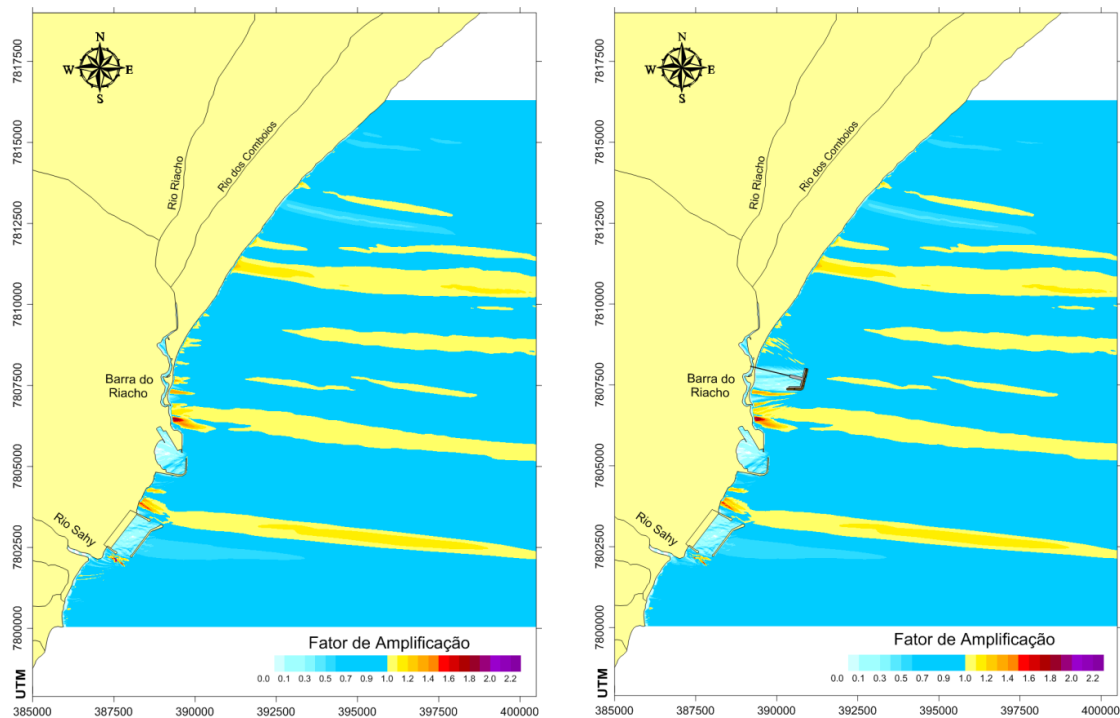 N
W E
S
Rio Riacho
Rio dos Comboios
Barra do
Riacho
Rio Sahy
7817500
7815000
7812500
7810000
7807500
7805000
7802500
7800000
UTM
Fator de Amplificação
0.0 0.1 0.3 0.5 0.7 0.9 1.0 1.2 1.4 1.5 1.6 1.8 2.0 2.2
385000 387500 390000 392500 395000 397500 400000
N
W E
S
Rio Riacho
Rio dos Comboios
Barra do
Riacho
Rio Sahy
7817500
7815000
7812500
7810000
7807500
7805000
7802500
7800000
UTM
Fator de Amplificação
0.0 0.1 0.3 0.5 0.7 0.9 1.0 1.2 1.4 1.5 1.6 1.8 2.0 2.2
385000 387500 390000 392500 395000 397500 400000